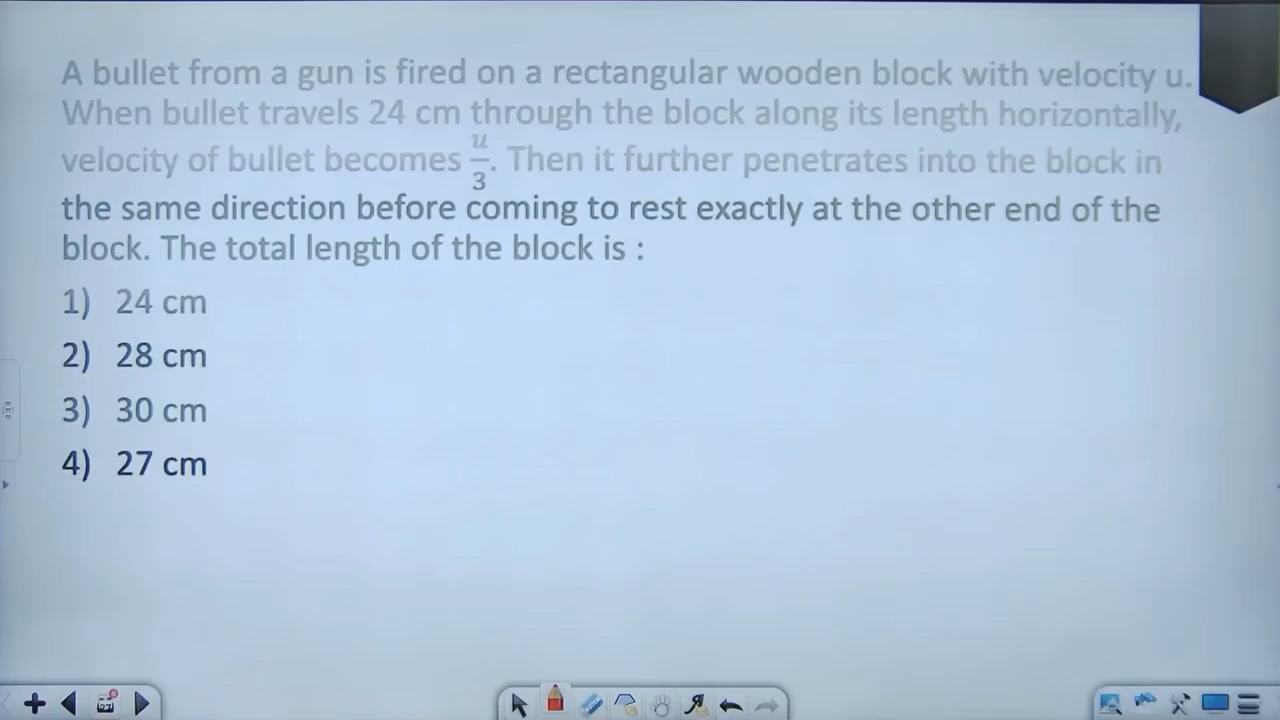 A bullet from a gun is fired on a rectangular wooden block with velocity u.
When bullet travels 24 cm through the block along its length horizontally,
velocity of bullet becomes u/3. Then it further penetrates into the block in
the same direction before coming to rest exactly at the other end of the
block. The total length of the block is :
1) 24 cm
2) 28 cm
3) 30 cm
4) 27 cm